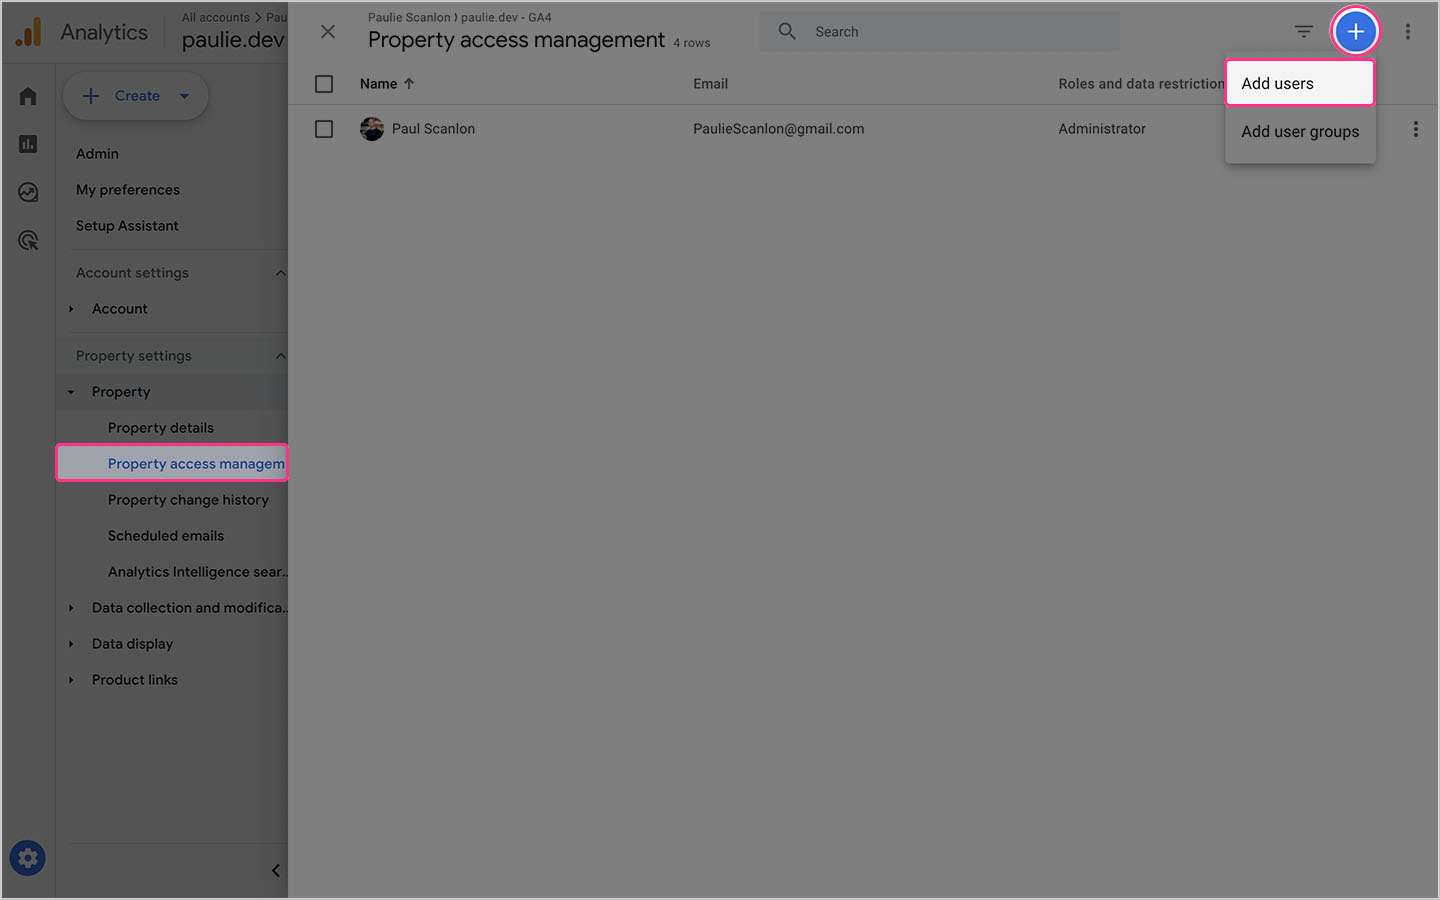 Analytics
All accounts > Pau
paulie.dev
Paulie Scanlon > paulie.dev - GA4
Property access management 4 rows
Search
Create
Admin
My preferences
Setup Assistant
Account settings
Account
Property settings
Property
Property details
Property access managem
Property change history
Scheduled emails
Analytics Intelligence sear...
Data collection and modifica...
Data display
Product links
Name
Email
Roles and data restriction
Paul Scanlon
PaulieScanlon@gmail.com
Administrator
Add users
Add user groups